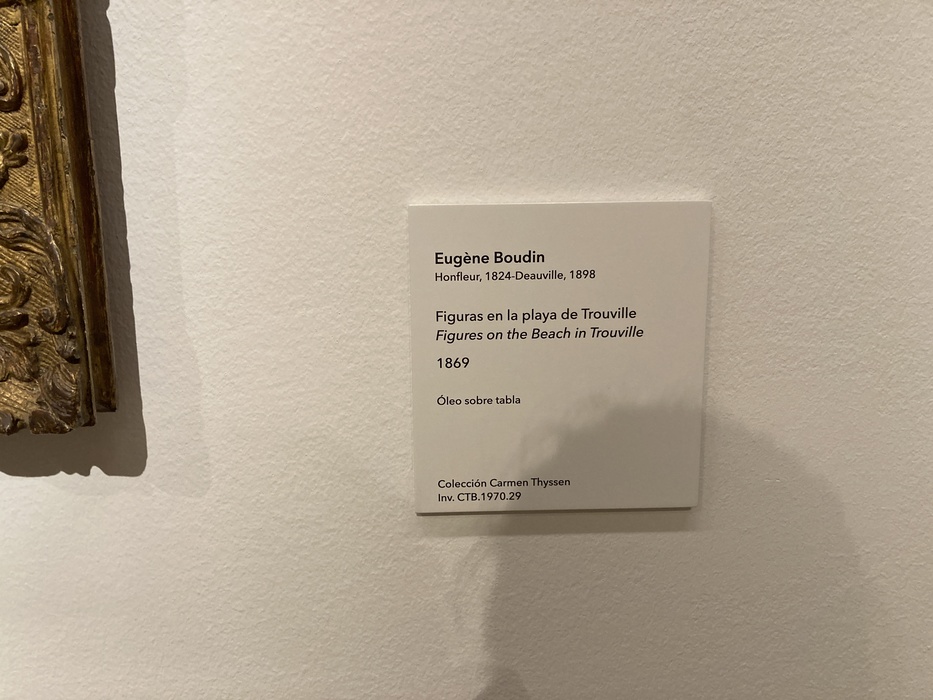 Eugène Boudin
Honfleur, 1824-Deauville, 1898
Figuras en la playa de Trouville
Figures on the Beach in Trouville
1869
Óleo sobre tabla
Colección Carmen Thyssen
Inv. CTB.1970.29